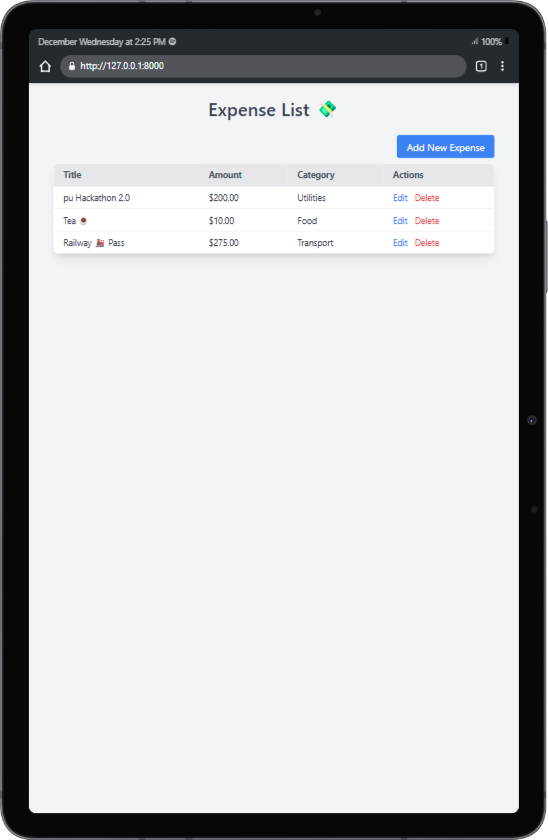 December Wednesday at 2:25 PM
100%
http://127.0.0.1:8000
1
Expense List 💸
Add New Expense
Title Amount Category Actions
pu Hackathon 2.0 $200.00 Utilities Edit Delete
Tea ☕ $10.00 Food Edit Delete
Railway 🚂 Pass $275.00 Transport Edit Delete